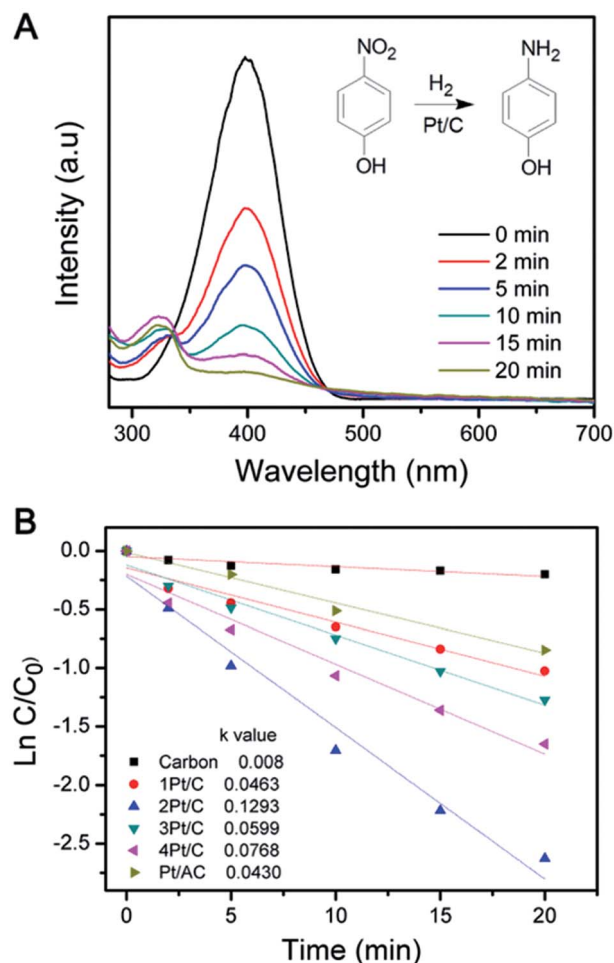 A
NO2
NH2
H2
Pt/C
OH
OH
Intensity (a.u)
0 min
2 min
5 min
10 min
15 min
20 min
300 400 500 600 700
Wavelength (nm)
B
0.0
-0.5
-1.0
-1.5
-2.0
-2.5
Ln C/C0)
k value
Carbon 0.008
1Pt/C 0.0463
2Pt/C 0.1293
3Pt/C 0.0599
4Pt/C 0.0768
Pt/AC 0.0430
0 5 10 15 20
Time (min)